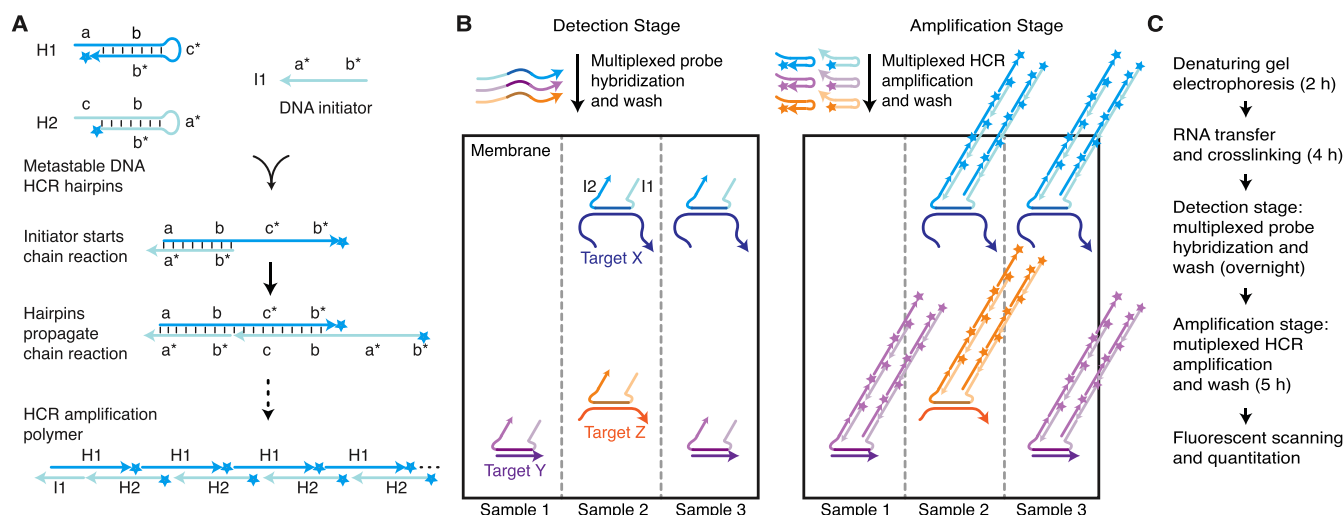 A
a b
H1
c*
b*
c b
H2
a*
b*
Metastable DNA
HCR hairpins
a* b*
I1
DNA initiator
Initiator starts
chain reaction
a b c* b*
a* b*
Hairpins
propagate
chain reaction
a b c* b*
a* b* c b a* b*
HCR amplification
polymer
H1 H1 H1 H1
I1 H2 H2 H2 H2
B
Detection Stage
Multiplexed probe
hybridization
and wash
Membrane
I2 I1
Target X
Target Z
Target Y
Sample 1 Sample 2 Sample 3
Amplification Stage
Multiplexed HCR
amplification
and wash
Sample 1 Sample 2 Sample 3
C
Denaturing gel
electrophoresis (2 h)
RNA transfer
and crosslinking (4 h)
Detection stage:
multiplexed probe
hybridization and
wash (overnight)
Amplification stage:
mutiplexed HCR
amplification
and wash (5 h)
Fluorescent scanning
and quantitation